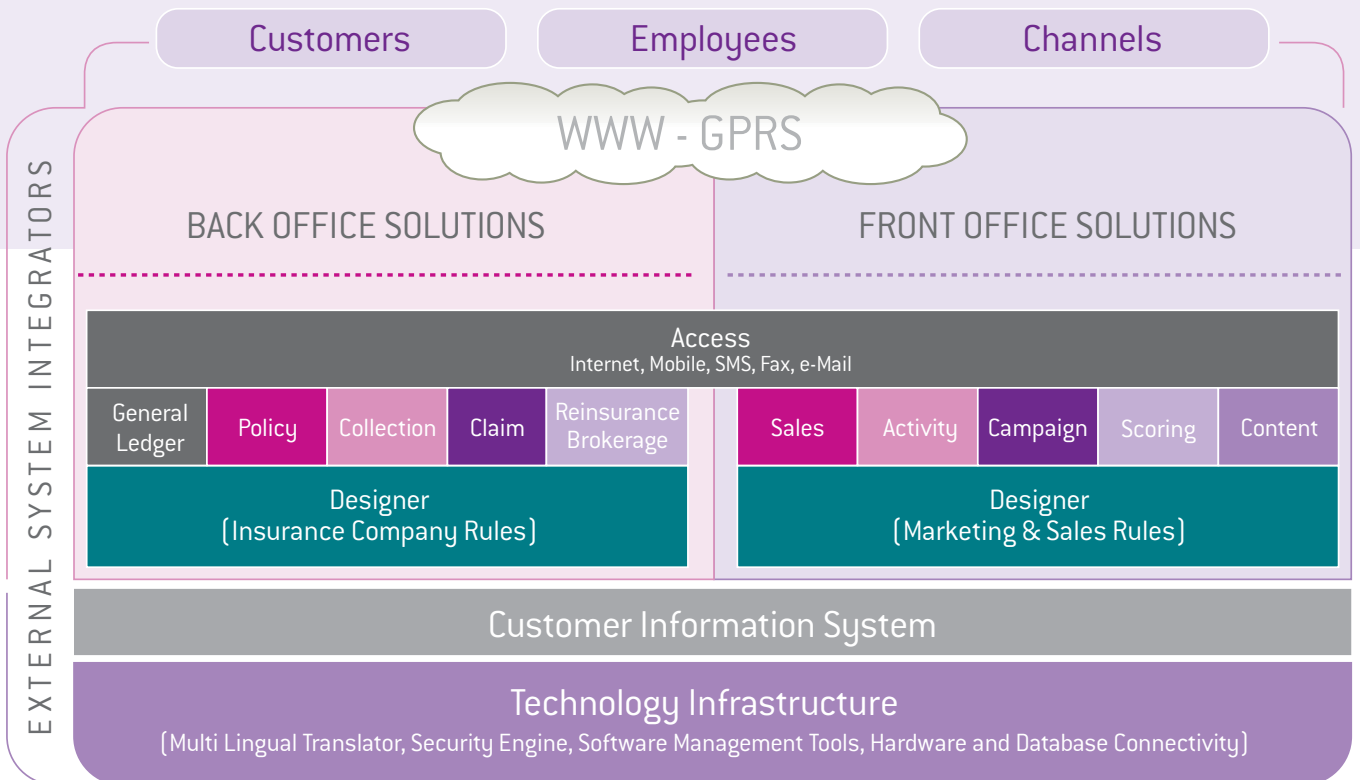 Customers
Employees
Channels
WWW - GPRS
EXTERNAL SYSTEM INTEGRATORS
BACK OFFICE SOLUTIONS
FRONT OFFICE SOLUTIONS
Access
Internet, Mobile, SMS, Fax, e-Mail
General
Ledger
Policy
Collection
Claim
Reinsurance
Brokerage
Sales
Activity
Campaign
Scoring
Content
Designer
(Insurance Company Rules)
Designer
(Marketing & Sales Rules)
Customer Information System
Technology Infrastructure
(Multi Lingual Translator, Security Engine, Software Management Tools, Hardware and Database Connectivity)